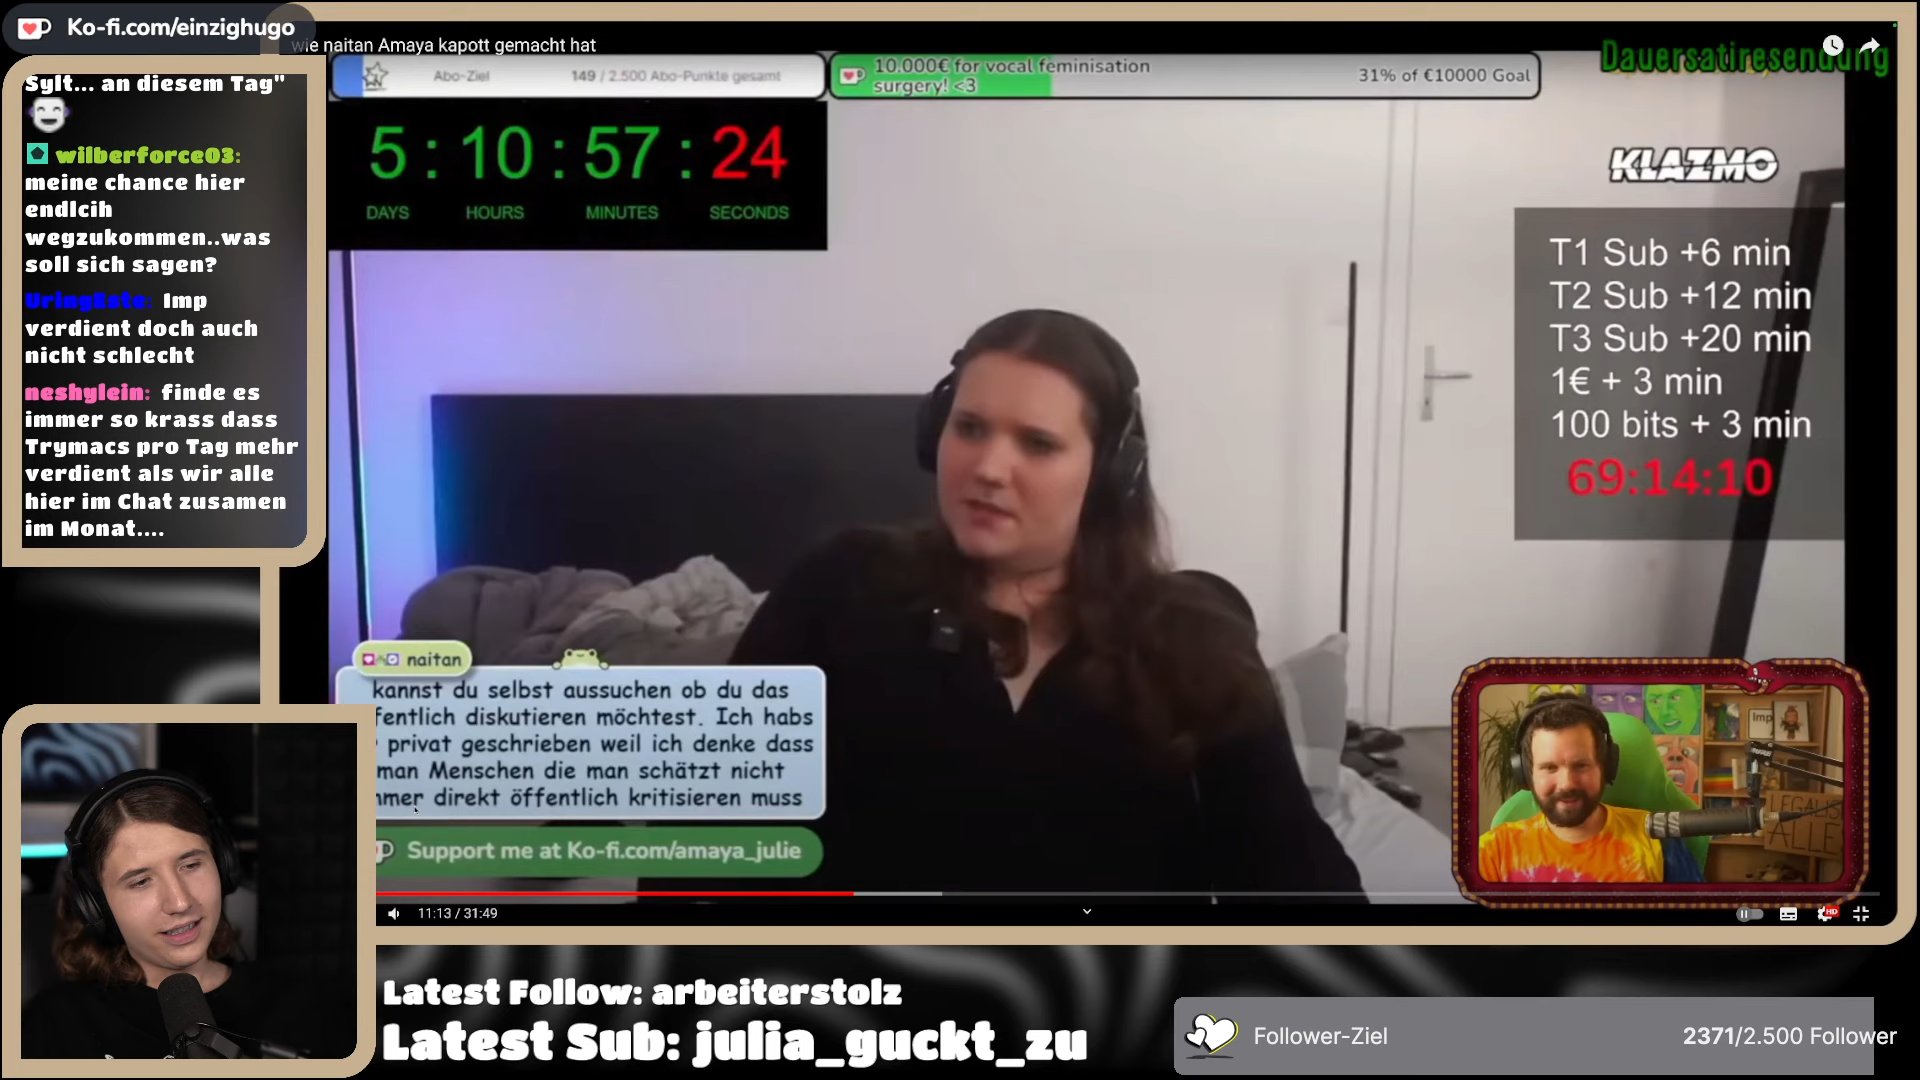 Ko-fi.com/einzighugo
wie naitan Amaya kapott gemacht hat
Sylt... an diesem Tag"
wilberforce03:
meine chance hier
endlcih
wegzukommen..was
soll sich sagen?
UringEste: Imp
verdient doch auch
nicht schlecht
neshylein: finde es
immer so krass dass
Trymacs pro Tag mehr
verdient als wir alle
hier im Chat zusamen
im Monat....
Abo-Ziel 149 / 2.500 Abo-Punkte gesamt
10.000€ for vocal feminisation
surgery! <3
31% of €10000 Goal
Dauersatiresendung
5 : 10 : 57 : 24
DAYS HOURS MINUTES SECONDS
KLAZMO
T1 Sub +6 min
T2 Sub +12 min
T3 Sub +20 min
1€ + 3 min
100 bits + 3 min
69:14:10
naitan
kannst du selbst aussuchen ob du das
fentlich diskutieren möchtest. Ich habs
privat geschrieben weil ich denke dass
man Menschen die man schätzt nicht
mer direkt öffentlich kritisieren muss
Support me at Ko-fi.com/amaya_julie
Imp
LEGALIS
ALLE
11:13 / 31:49
HD
Latest Follow: arbeiterstolz
Latest Sub: julia_guckt_zu
Follower-Ziel 2371/2.500 Follower